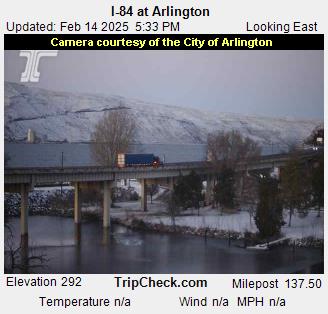 I-84 at Arlington
Updated: Feb 14 2025 5:33 PM Looking East
Camera courtesy of the City of Arlington
Elevation 292 TripCheck.com Milepost 137.50
Temperature n/a Wind n/a MPH n/a